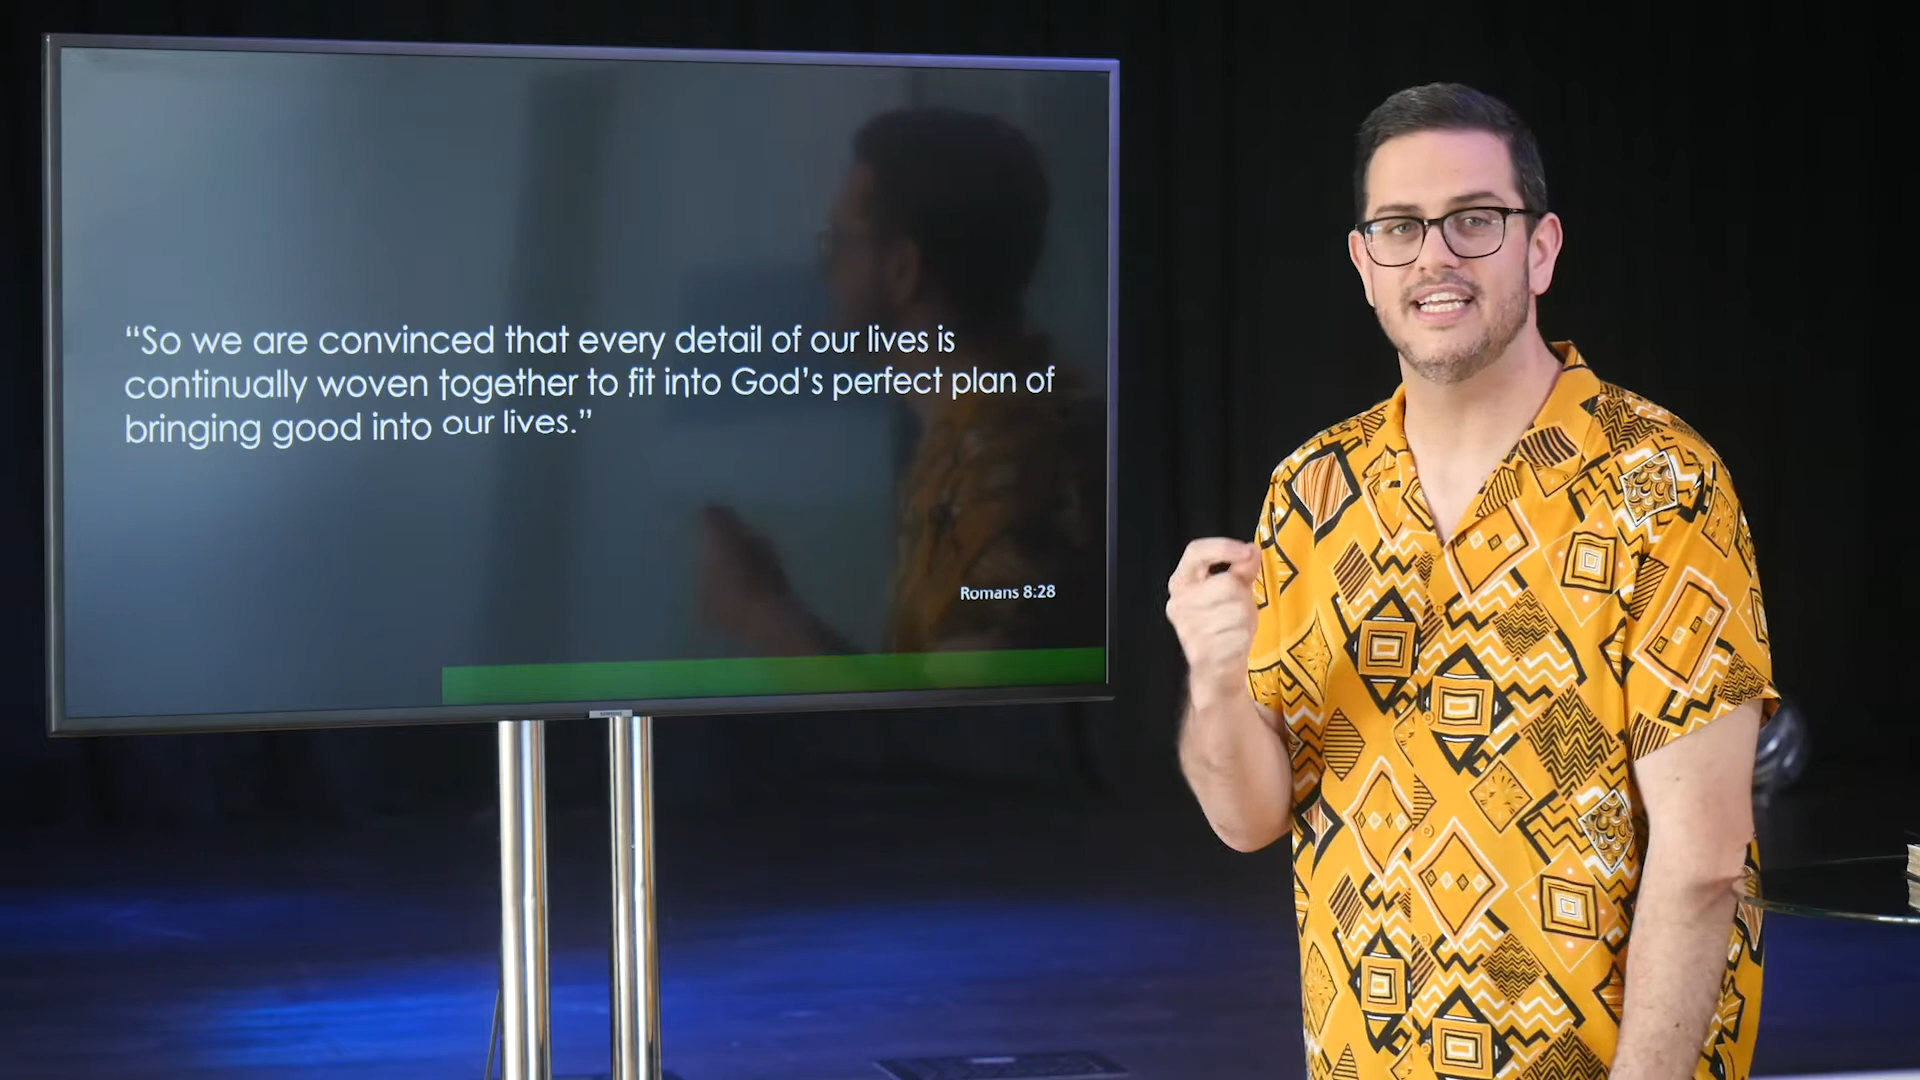 “So we are convinced that every detail of our lives is
continually woven together to fit into God’s perfect plan of
bringing good into our lives.”
Romans 8:28
SAMSUNG